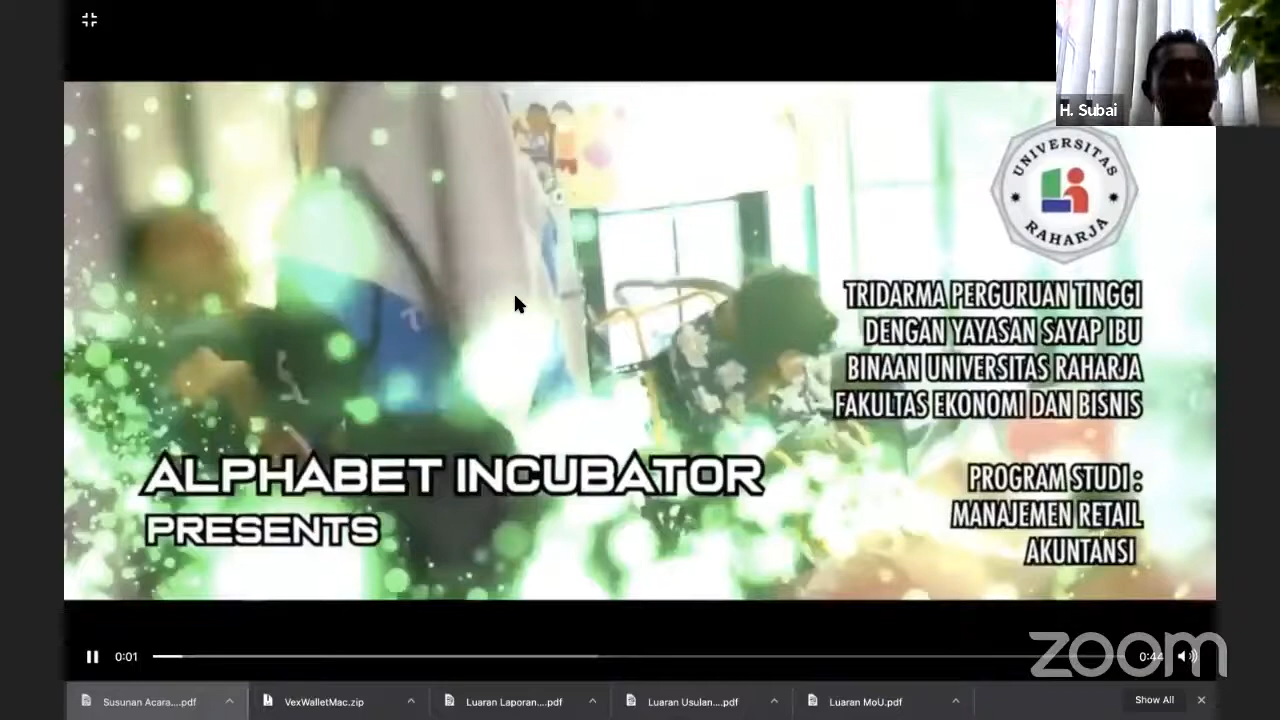 H. Subai
UNIVERSITAS
RAHARJA
TRIDARMA PERGURUAN TINGGI
DENGAN YAYASAN SAYAP IBU
BINAAN UNIVERSITAS RAHARJA
FAKULTAS EKONOMI DAN BISNIS
ALPHABET INCUBATOR
PRESENTS
PROGRAM STUDI :
MANAJEMEN RETAIL
AKUNTANSI
0:01
0:44
zoom
Susunan Acara....pdf
VexWalletMac.zip
Luaran Laporan....pdf
Luaran Usulan....pdf
Luaran MoU.pdf
Show All